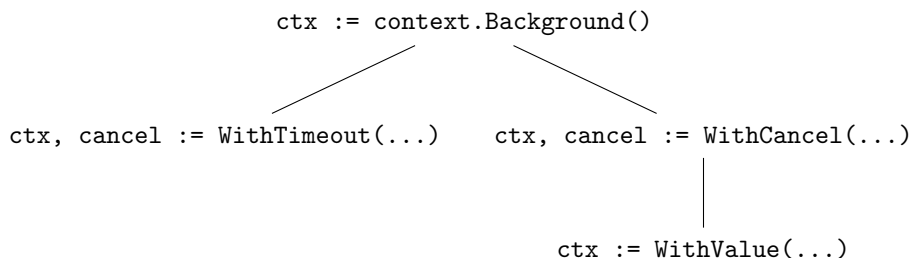 ctx := context.Background()
ctx, cancel := WithTimeout(...)
ctx, cancel := WithCancel(...)
ctx := WithValue(...)